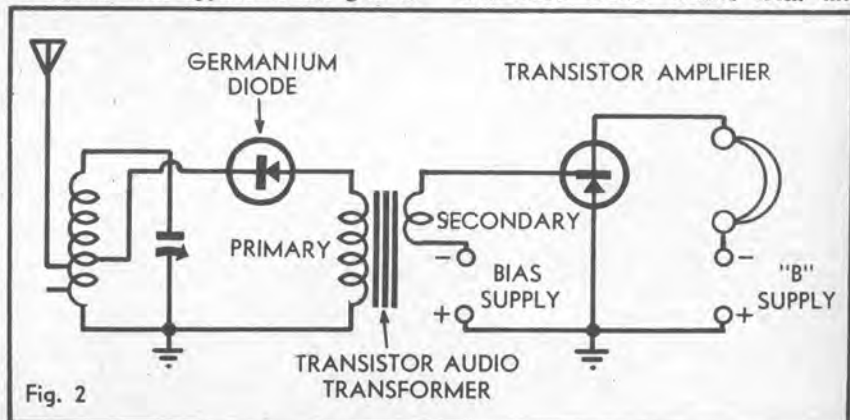 GERMANIUM
DIODE
TRANSISTOR AMPLIFIER
PRIMARY
SECONDARY
−
BIAS
SUPPLY
+
−
"B"
SUPPLY
+
TRANSISTOR AUDIO
TRANSFORMER
Fig. 2